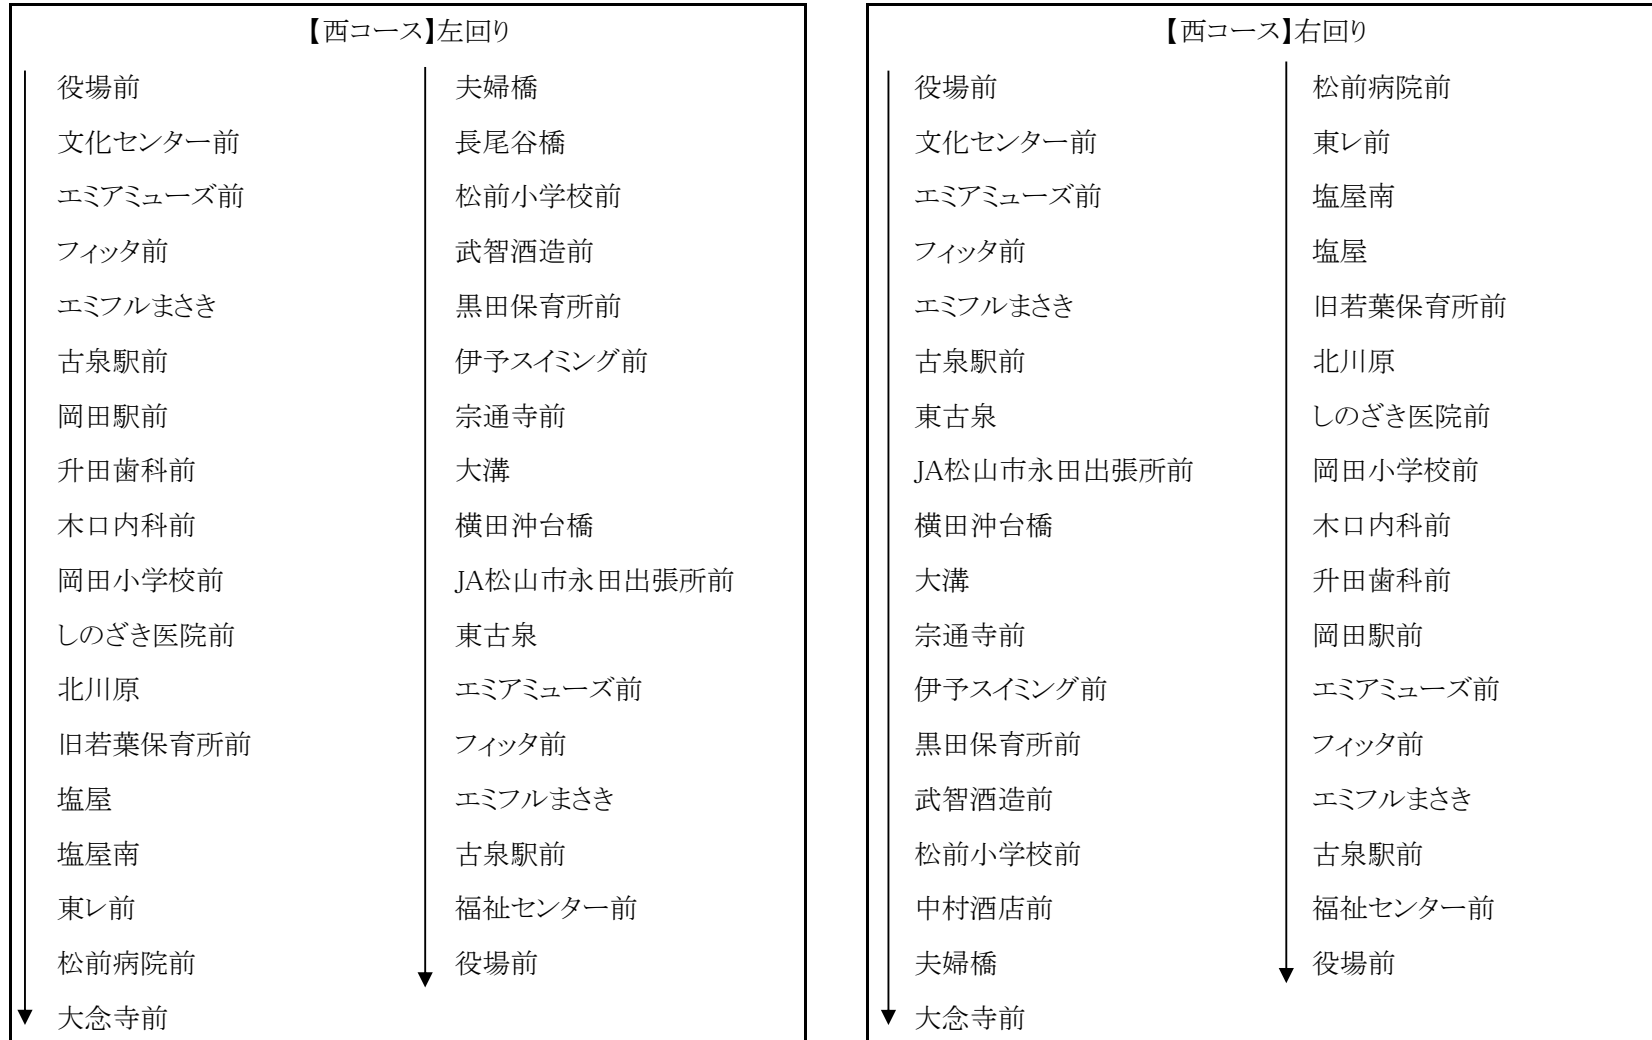 【西コース】左回り
役場前
文化センター前
エミアミューズ前
フィッタ前
エミフルまさき
古泉駅前
岡田駅前
升田歯科前
木口内科前
岡田小学校前
しのざき医院前
北川原
旧若葉保育所前
塩屋
塩屋南
東レ前
松前病院前
大念寺前
夫婦橋
長尾谷橋
松前小学校前
武智酒造前
黒田保育所前
伊予スイミング前
宗通寺前
大溝
横田沖台橋
JA松山市永田出張所前
東古泉
エミアミューズ前
フィッタ前
エミフルまさき
古泉駅前
福祉センター前
役場前
【西コース】右回り
役場前
文化センター前
エミアミューズ前
フィッタ前
エミフルまさき
古泉駅前
東古泉
JA松山市永田出張所前
横田沖台橋
大溝
宗通寺前
伊予スイミング前
黒田保育所前
武智酒造前
松前小学校前
中村酒店前
夫婦橋
大念寺前
松前病院前
東レ前
塩屋南
塩屋
旧若葉保育所前
北川原
しのざき医院前
岡田小学校前
木口内科前
升田歯科前
岡田駅前
エミアミューズ前
フィッタ前
エミフルまさき
古泉駅前
福祉センター前
役場前